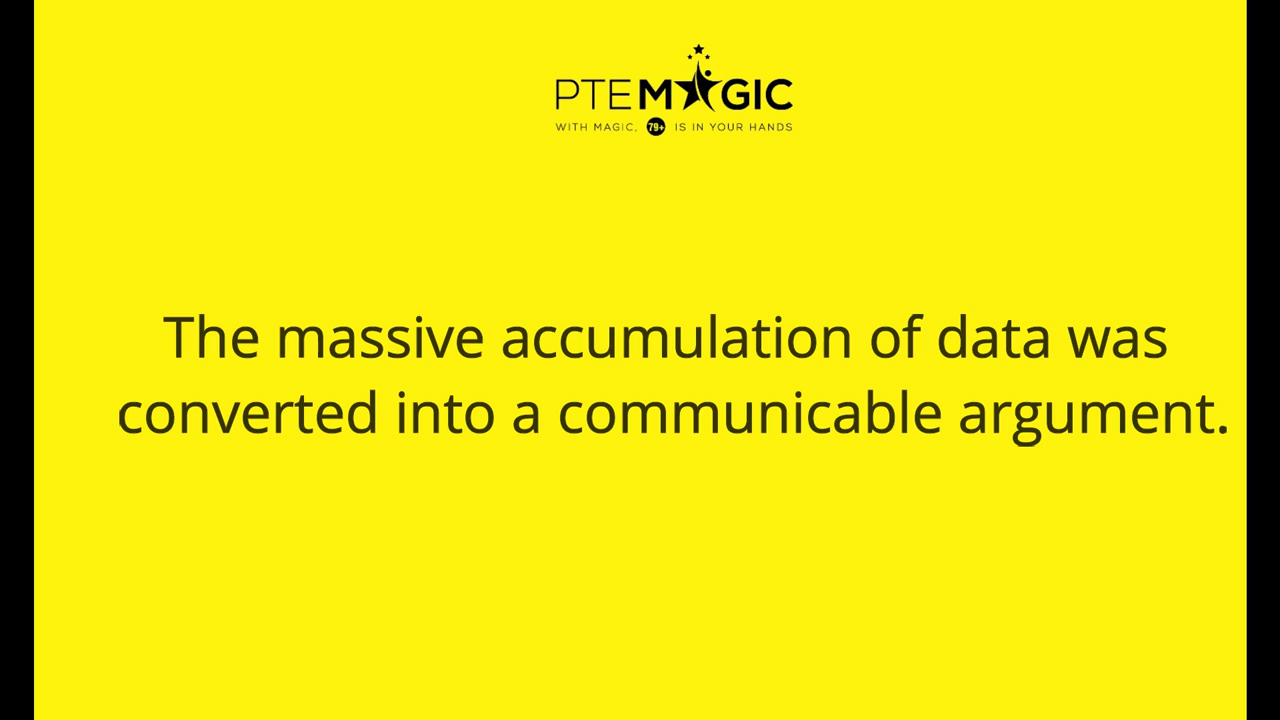 PTEMAGIC
WITH MAGIC, 79+ IS IN YOUR HANDS
The massive accumulation of data was
converted into a communicable argument.